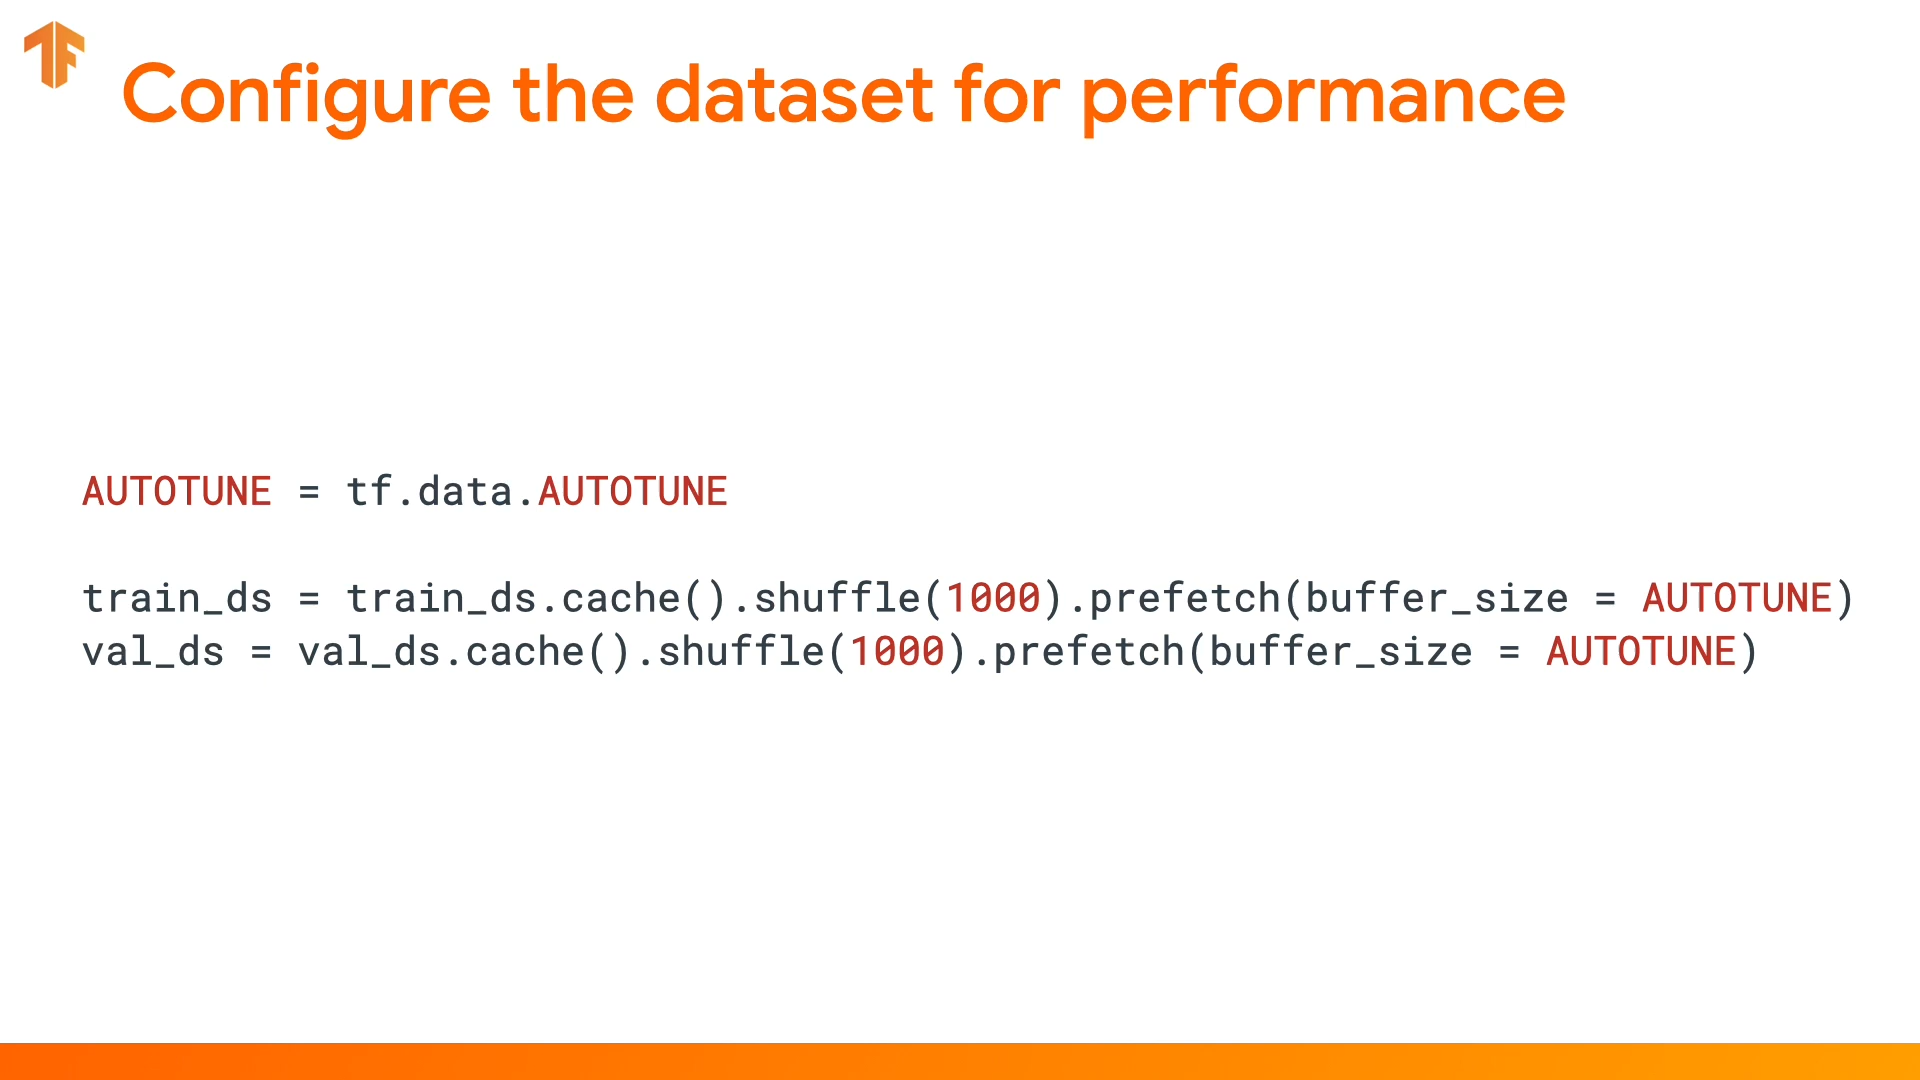 Configure the dataset for performance
AUTOTUNE = tf.data.AUTOTUNE
train_ds = train_ds.cache().shuffle(1000).prefetch(buffer_size = AUTOTUNE)
val_ds = val_ds.cache().shuffle(1000).prefetch(buffer_size = AUTOTUNE)